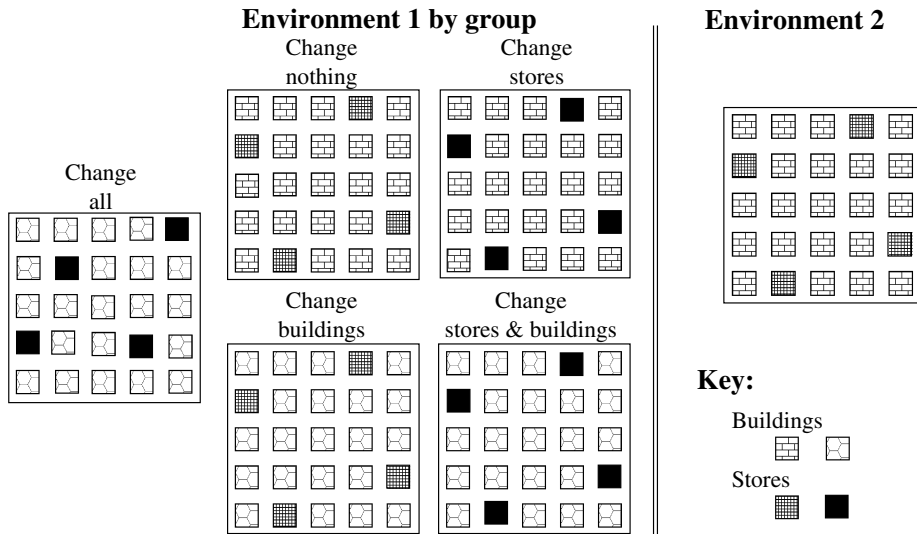 Environment 1 by group
Environment 2
Change
nothing
Change
stores
Change
all
Change
buildings
Change
stores & buildings
Key:
Buildings
Stores